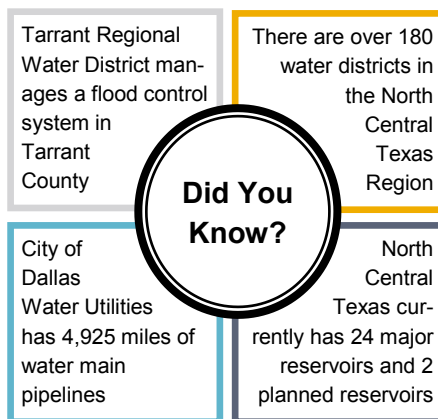 Tarrant Regional
Water District man-
ages a flood control
system in
Tarrant
County
There are over 180
water districts in
the North
Central
Texas
Region
Did You
Know?
City of
Dallas
Water Utilities
has 4,925 miles of
water main
pipelines
North
Central
Texas cur-
rently has 24 major
reservoirs and 2
planned reservoirs